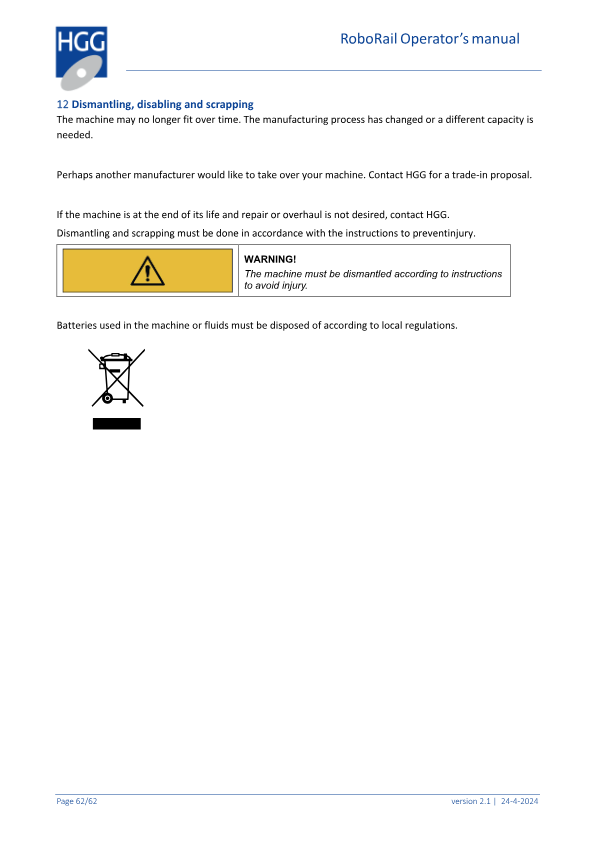 HGG
RoboRail Operator's manual
12 Dismantling, disabling and scrapping
The machine may no longer fit over time. The manufacturing process has changed or a different capacity is
needed.
Perhaps another manufacturer would like to take over your machine. Contact HGG for a trade-in proposal.
If the machine is at the end of its life and repair or overhaul is not desired, contact HGG.
Dismantling and scrapping must be done in accordance with the instructions to preventinjury.
WARNING!
The machine must be dismantled according to instructions
to avoid injury.
Batteries used in the machine or fluids must be disposed of according to local regulations.
Page 62/62
version 2.1 | 24-4-2024